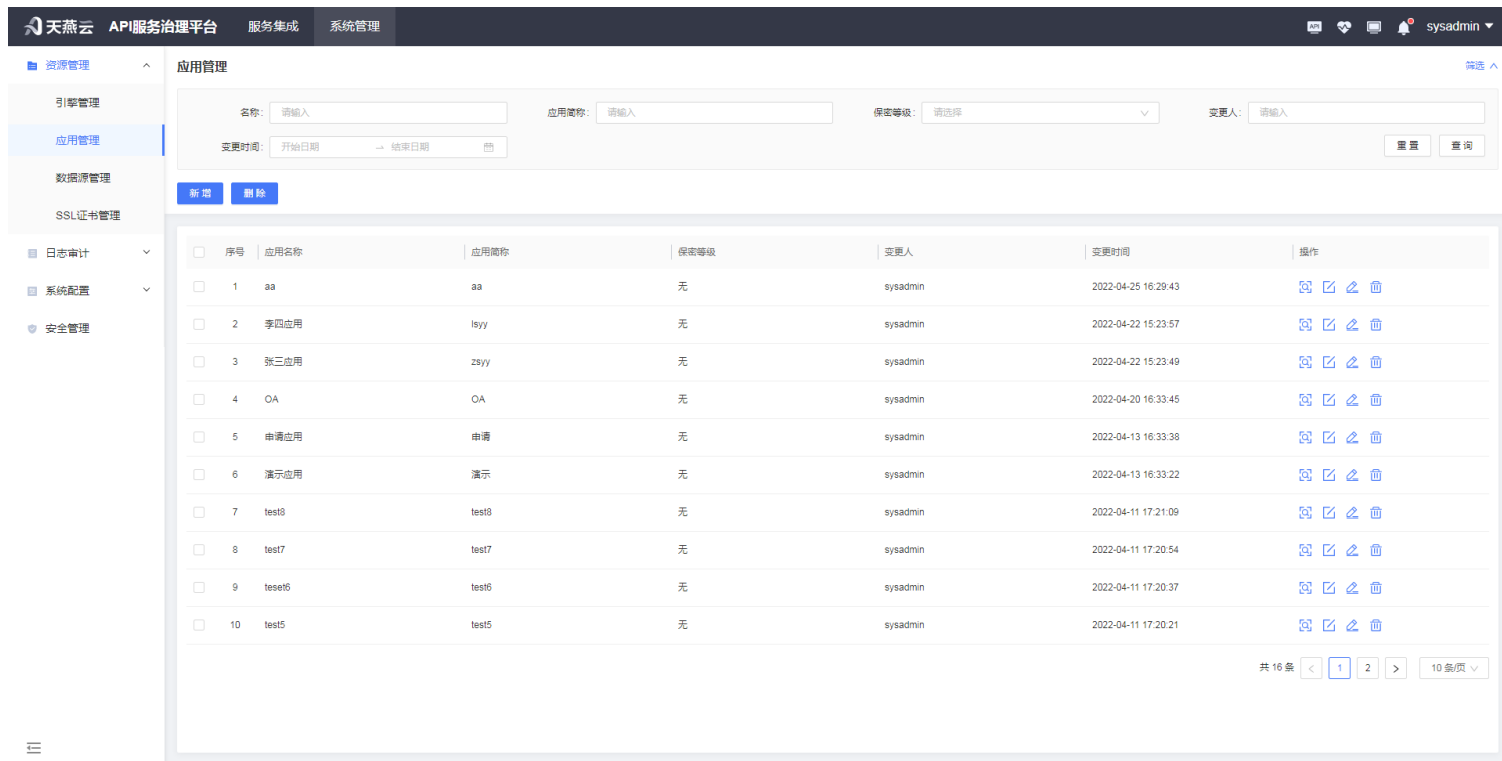 天燕云 API服务治理平台 服务集成 系统管理 API sysadmin
资源管理
引擎管理
应用管理
数据源管理
SSL证书管理
日志审计
系统配置
安全管理
应用管理 筛选
名称: 请输入 应用简称: 请输入 保密等级: 请选择 变更人: 请输入
变更时间: 开始日期 → 结束日期 重置 查询
新增 删除
序号 应用名称 应用简称 保密等级 变更人 变更时间 操作
1 aa aa 无 sysadmin 2022-04-25 16:29:43
2 李四应用 lsyy 无 sysadmin 2022-04-22 15:23:57
3 张三应用 zsyy 无 sysadmin 2022-04-22 15:23:49
4 OA OA 无 sysadmin 2022-04-20 16:33:45
5 申请应用 申请 无 sysadmin 2022-04-13 16:33:38
6 演示应用 演示 无 sysadmin 2022-04-13 16:33:22
7 test8 test8 无 sysadmin 2022-04-11 17:21:09
8 test7 test7 无 sysadmin 2022-04-11 17:20:54
9 teset6 test6 无 sysadmin 2022-04-11 17:20:37
10 test5 test5 无 sysadmin 2022-04-11 17:20:21
共 16 条 < 1 2 > 10 条/页